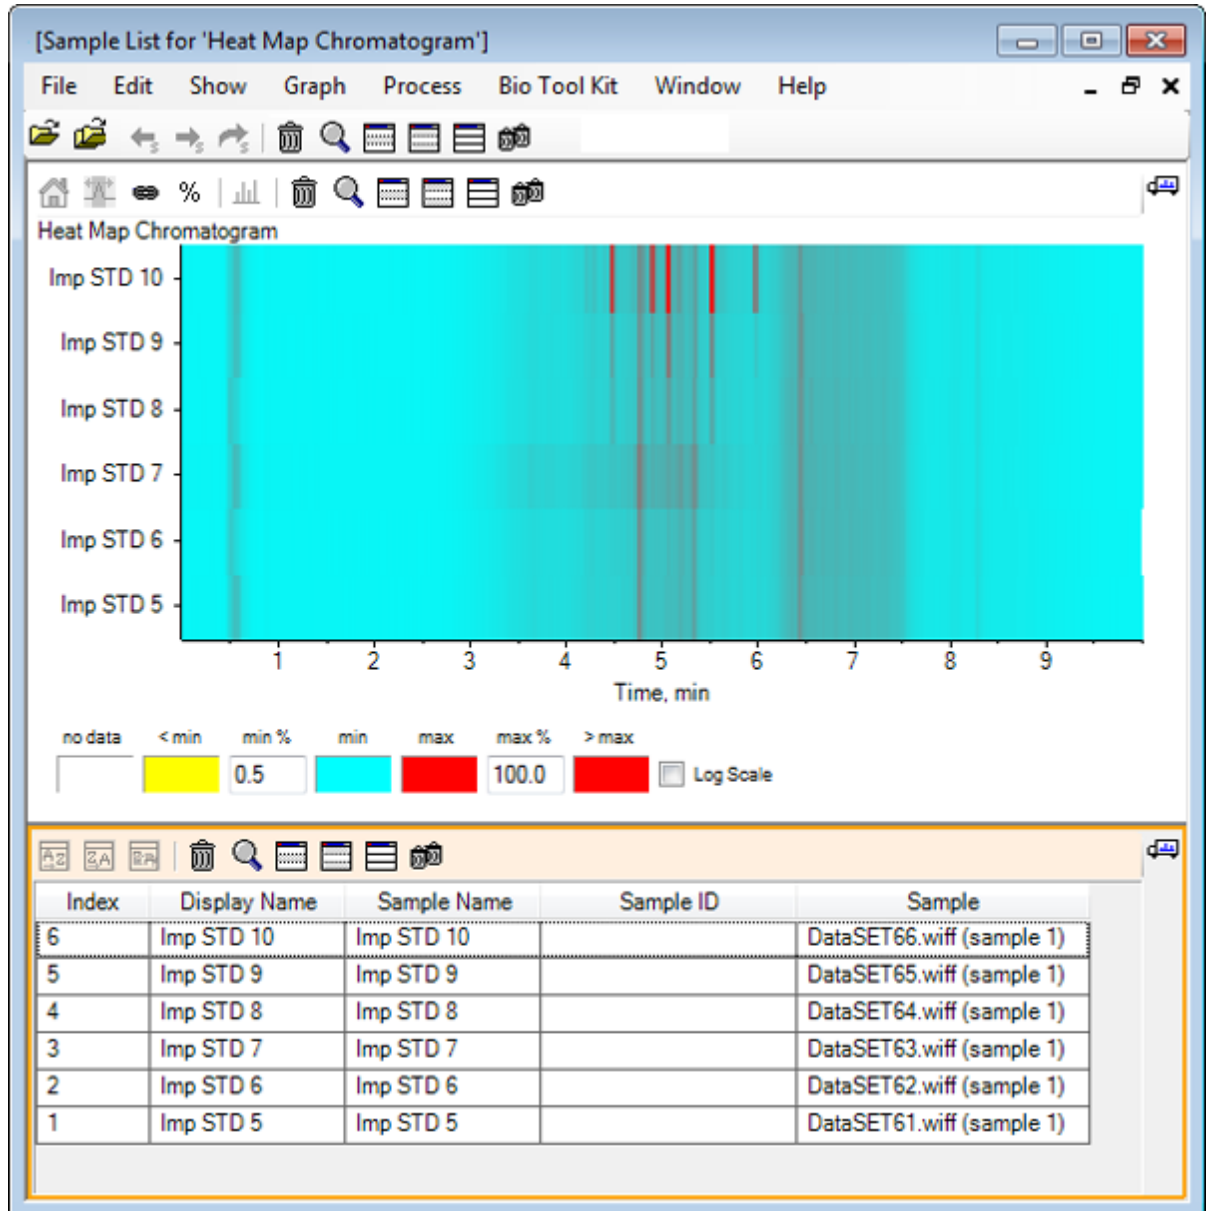 [Sample List for 'Heat Map Chromatogram']
File Edit Show Graph Process Bio Tool Kit Window Help
%
Heat Map Chromatogram
Imp STD 10
Imp STD 9
Imp STD 8
Imp STD 7
Imp STD 6
Imp STD 5
1 2 3 4 5 6 7 8 9
Time, min
no data < min min % min max max % > max
0.5 100.0 Log Scale
Index Display Name Sample Name Sample ID Sample
6 Imp STD 10 Imp STD 10 DataSET66.wiff (sample 1)
5 Imp STD 9 Imp STD 9 DataSET65.wiff (sample 1)
4 Imp STD 8 Imp STD 8 DataSET64.wiff (sample 1)
3 Imp STD 7 Imp STD 7 DataSET63.wiff (sample 1)
2 Imp STD 6 Imp STD 6 DataSET62.wiff (sample 1)
1 Imp STD 5 Imp STD 5 DataSET61.wiff (sample 1)